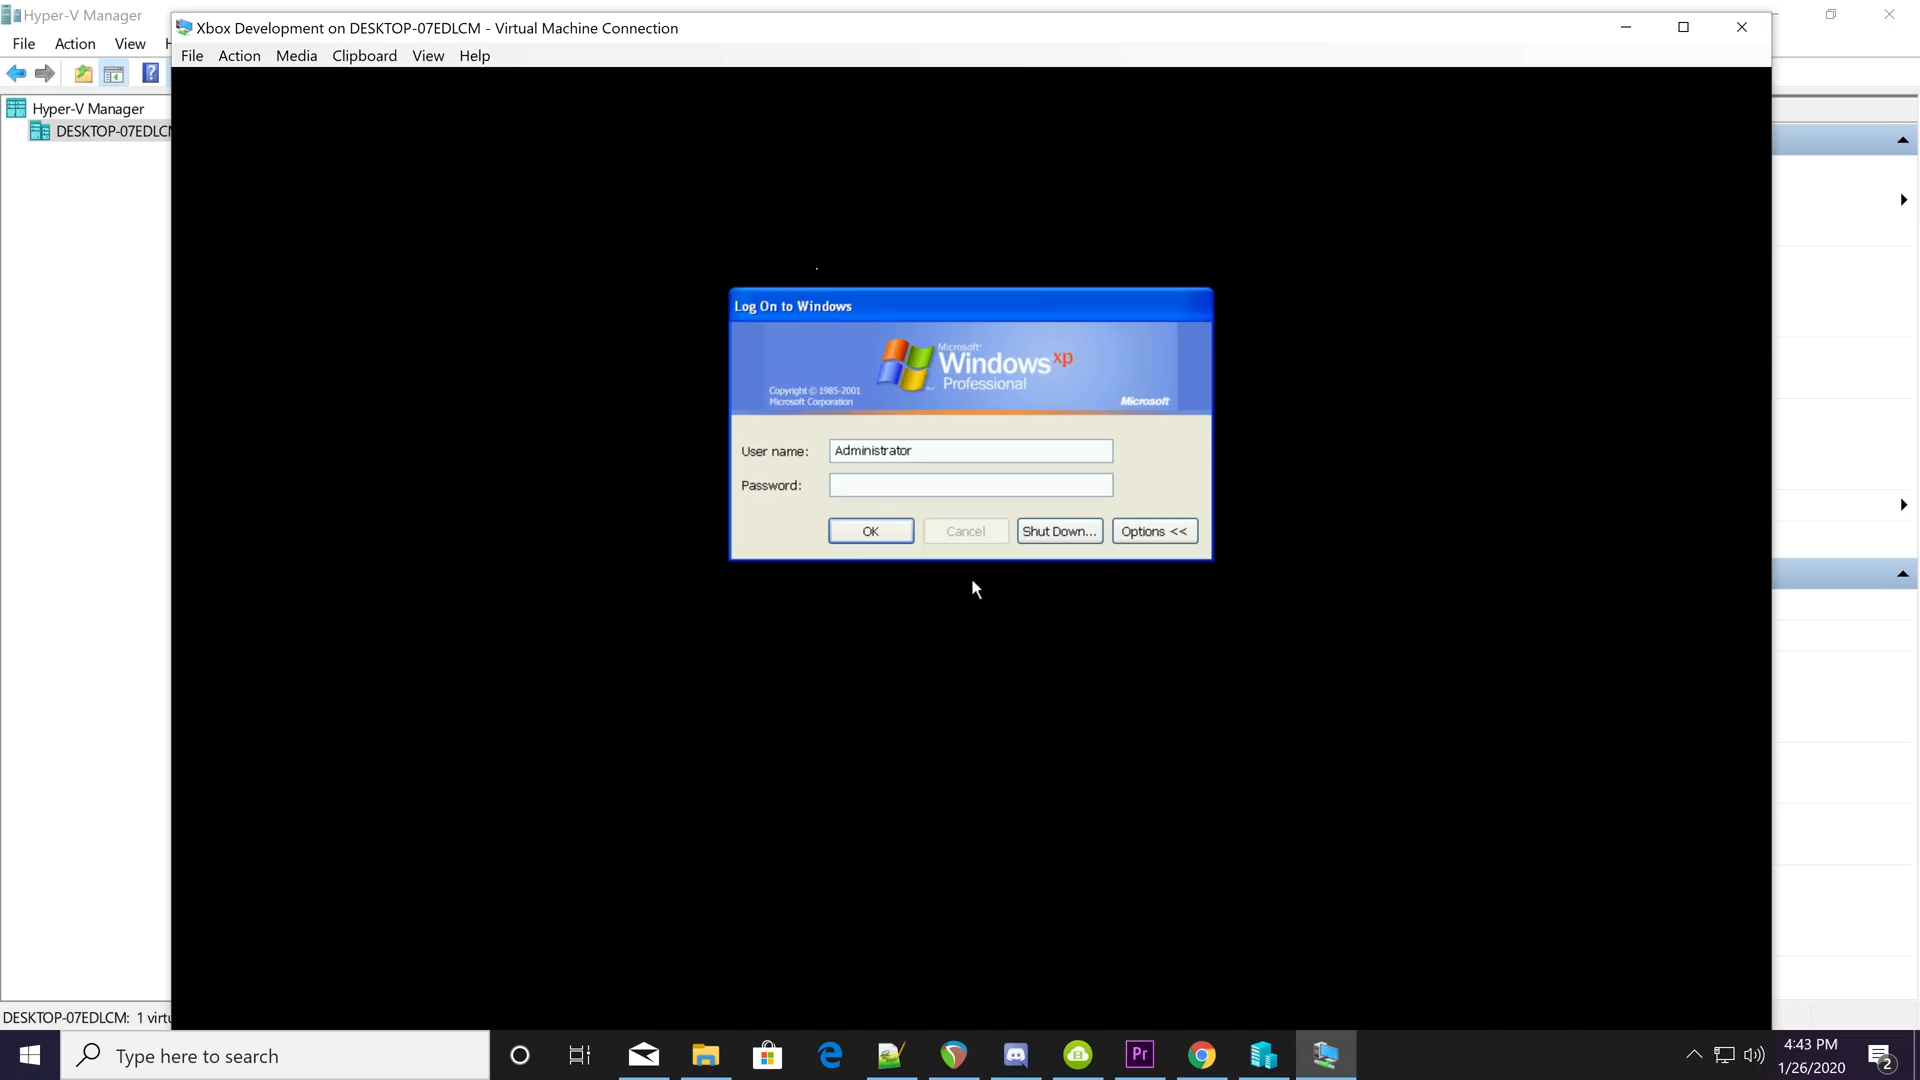 Hyper-V Manager
File Action View
Hyper-V Manager
DESKTOP-07EDLCM
DESKTOP-07EDLCM: 1 virtu
Xbox Development on DESKTOP-07EDLCM - Virtual Machine Connection
File Action Media Clipboard View Help
Log On to Windows
Microsoft
Windows xp
Professional
Copyright © 1985-2001
Microsoft Corporation
Microsoft
User name: Administrator
Password:
OK Cancel Shut Down... Options <<
Type here to search
Pr
4:43 PM
1/26/2020
2